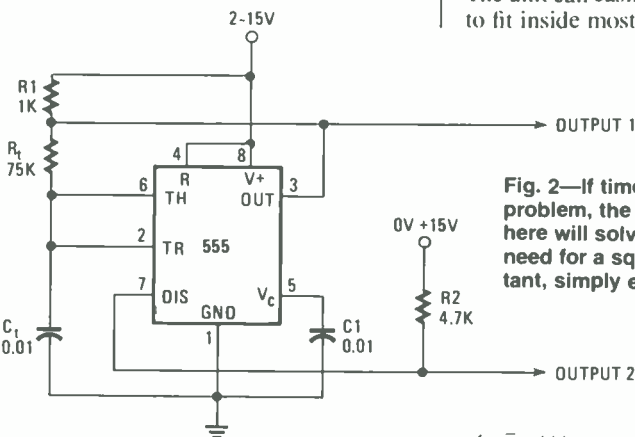 to fit inside most
2-15V
R1
1K
Rt
75K
4
8
R
V+
6
TH
OUT
3
OUTPUT 1
2
TR
555
0V +15V
7
DIS
Vc
5
R2
4.7K
GND
1
Ct
0.01
C1
0.01
OUTPUT 2
Fig. 2—If time
problem, the
here will solv
need for a sq
tant, simply e